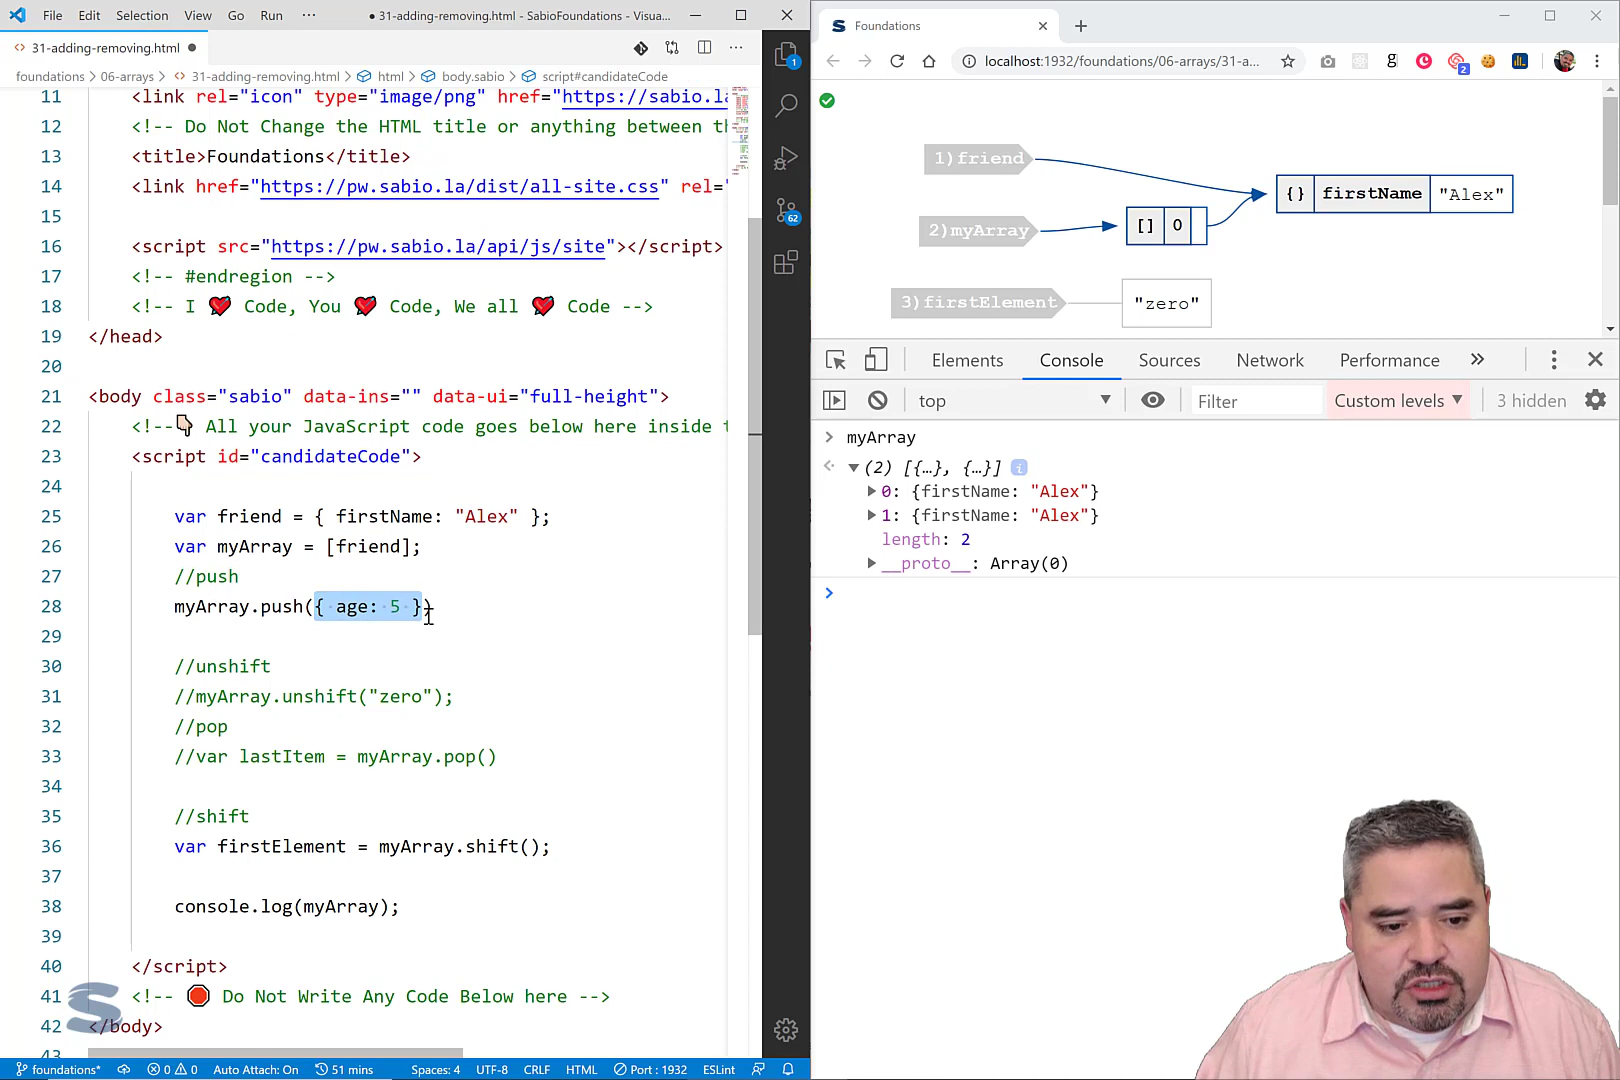 File Edit Selection View Go Run ··· ● 31-adding-removing.html - SabioFoundations - Visua...
<> 31-adding-removing.html ●
foundations > 06-arrays > <> 31-adding-removing.html > html > body.sabio > script#candidateCode
11 <link rel="icon" type="image/png" href="https://sabio.la
12 <!-- Do Not Change the HTML title or anything between th
13 <title>Foundations</title>
14 <link href="https://pw.sabio.la/dist/all-site.css" rel="
15
16 <script src="https://pw.sabio.la/api/js/site"></script>
17 <!-- #endregion -->
18 <!-- I 💘 Code, You 💘 Code, We all 💘 Code -->
19 </head>
20
21 <body class="sabio" data-ins="" data-ui="full-height">
22 <!--👇 All your JavaScript code goes below here inside t
23 <script id="candidateCode">
24
25 var friend = { firstName: "Alex" };
26 var myArray = [friend];
27 //push
28 myArray.push({ age: 5 })
29
30 //unshift
31 //myArray.unshift("zero");
32 //pop
33 //var lastItem = myArray.pop()
34
35 //shift
36 var firstElement = myArray.shift();
37
38 console.log(myArray);
39
40 </script>
41 <!-- 🛑 Do Not Write Any Code Below here -->
42 </body>
43
foundations* 0 0 Auto Attach: On 51 mins Spaces: 4 UTF-8 CRLF HTML Port : 1932 ESLint
1
62
Foundations
localhost:1932/foundations/06-arrays/31-a...
g
2
1)friend
{} firstName "Alex"
2)myArray
[] 0
3)firstElement
"zero"
Elements Console Sources Network Performance »
top Filter Custom levels 3 hidden
> myArray
(2) [{…}, {…}] i
0: {firstName: "Alex"}
1: {firstName: "Alex"}
length: 2
__proto__: Array(0)
>